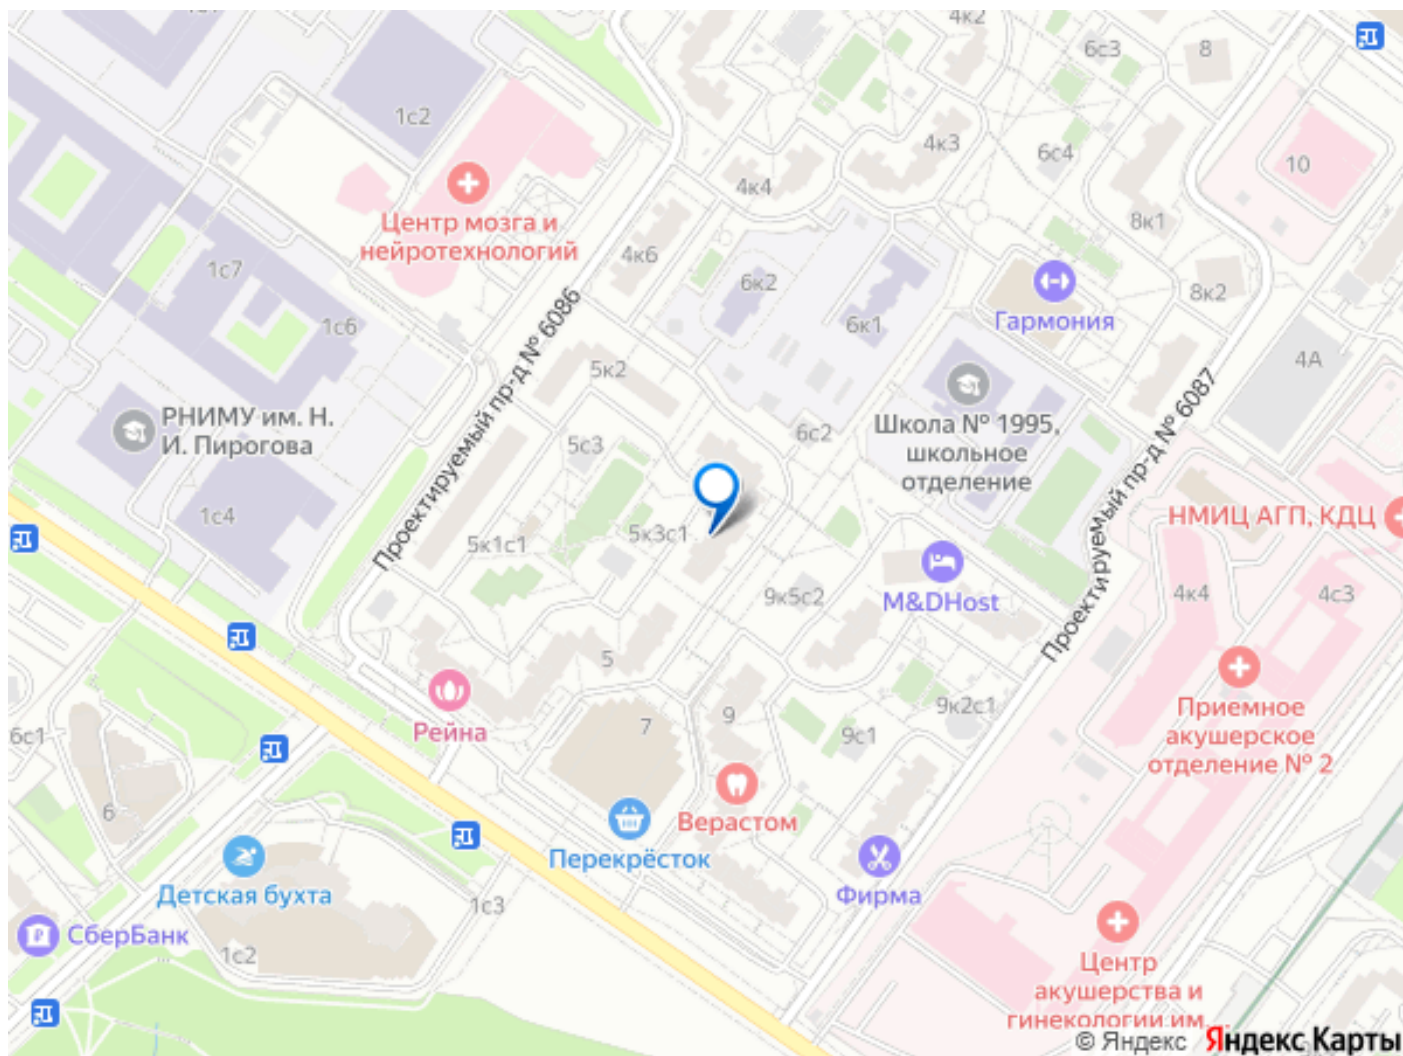 4к2
6с3
8
1с2
4к3
6с4
10
4к4
8к1
Центр мозга и
нейротехнологий
4к6
1с7
6к2
8к2
1с6
6к1
Гармония
Проектируемый пр-д № 6086
5к2
4А
РНИМУ им. Н.
И. Пирогова
5с3
6с2
Школа № 1995,
школьное
отделение
Проектируемый пр-д № 6087
1с4
5к1с1
5к3с1
НМИЦ АГП, КДЦ
9к5с2
M&DHost
4к4
4с3
5
Рейна
7
9
9с1
9к2с1
Приемное
акушерское
отделение № 2
6с1
6
Верастом
Перекрёсток
Детская бухта
Фирма
1с3
СберБанк
1с2
Центр
акушерства и
гинекологии им....
© Яндекс Яндекс Карты